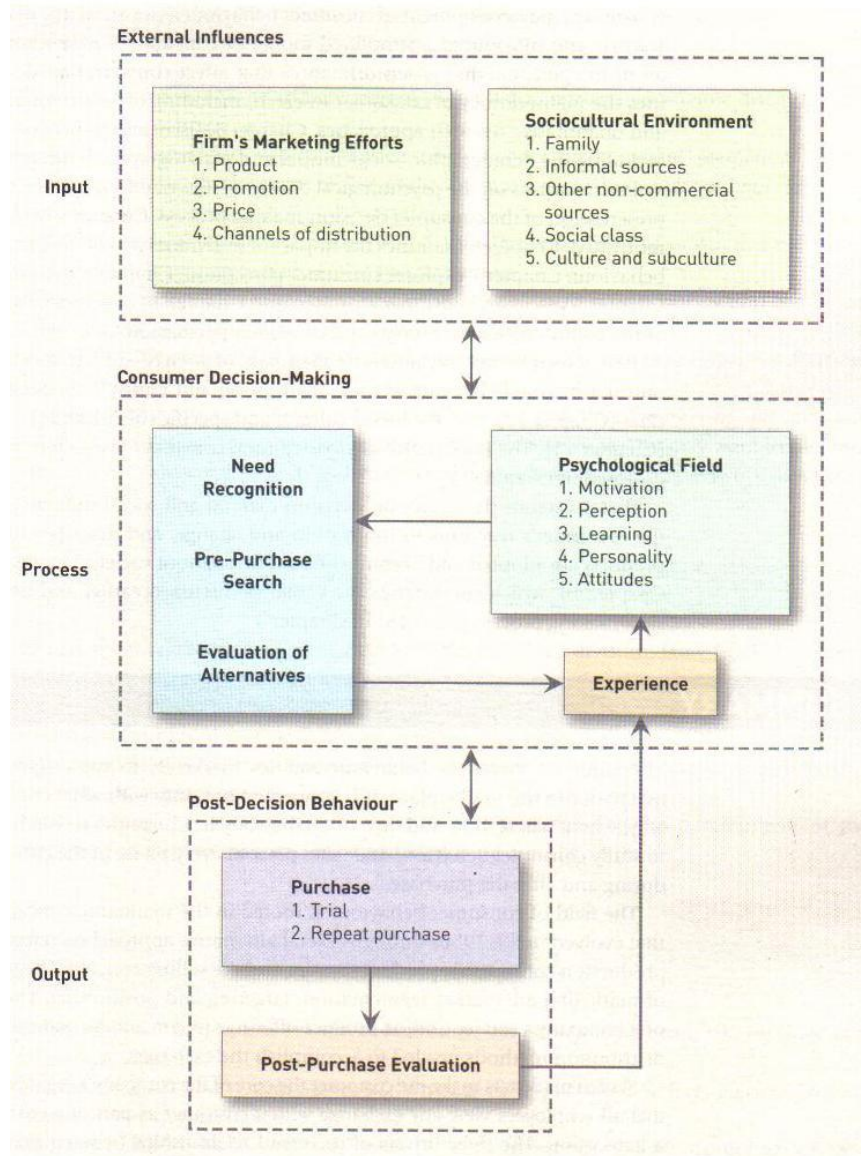 External Influences
Firm's Marketing Efforts
1. Product
2. Promotion
3. Price
4. Channels of distribution
Sociocultural Environment
1. Family
2. Informal sources
3. Other non-commercial
sources
4. Social class
5. Culture and subculture
Input
Consumer Decision-Making
Need
Recognition
Pre-Purchase
Search
Evaluation of
Alternatives
Psychological Field
1. Motivation
2. Perception
3. Learning
4. Personality
5. Attitudes
Experience
Process
Post-Decision Behaviour
Purchase
1. Trial
2. Repeat purchase
Post-Purchase Evaluation
Output